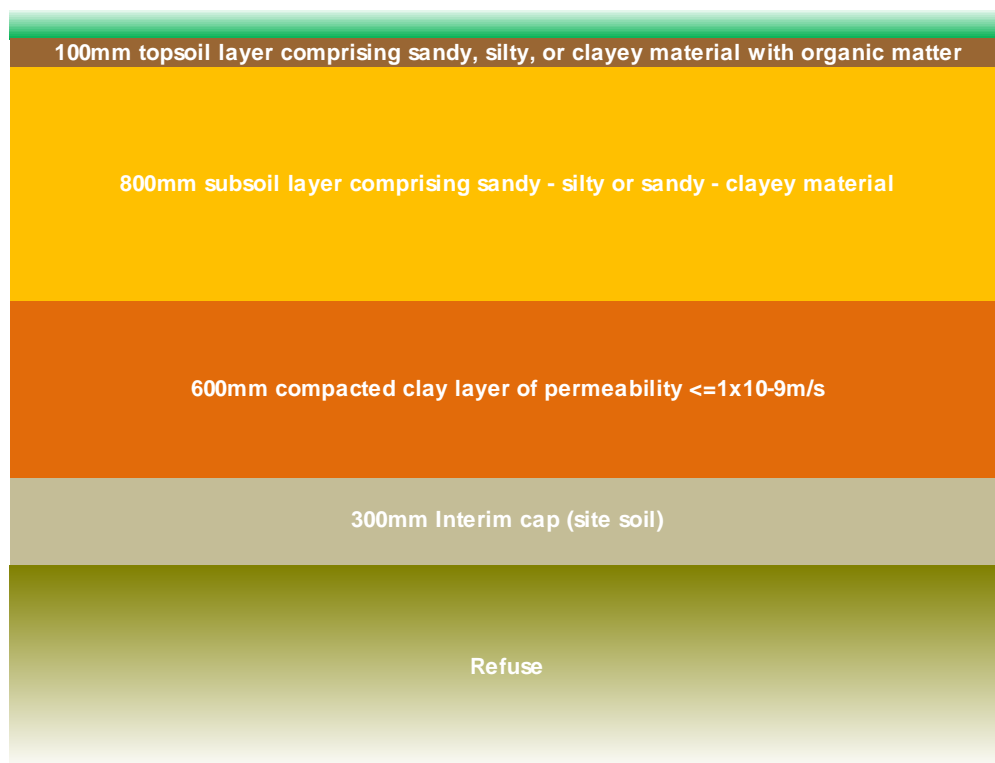 100mm topsoil layer comprising sandy, silty, or clayey material with organic matter
800mm subsoil layer comprising sandy - silty or sandy - clayey material
600mm compacted clay layer of permeability <=1x10-9m/s
300mm Interim cap (site soil)
Refuse